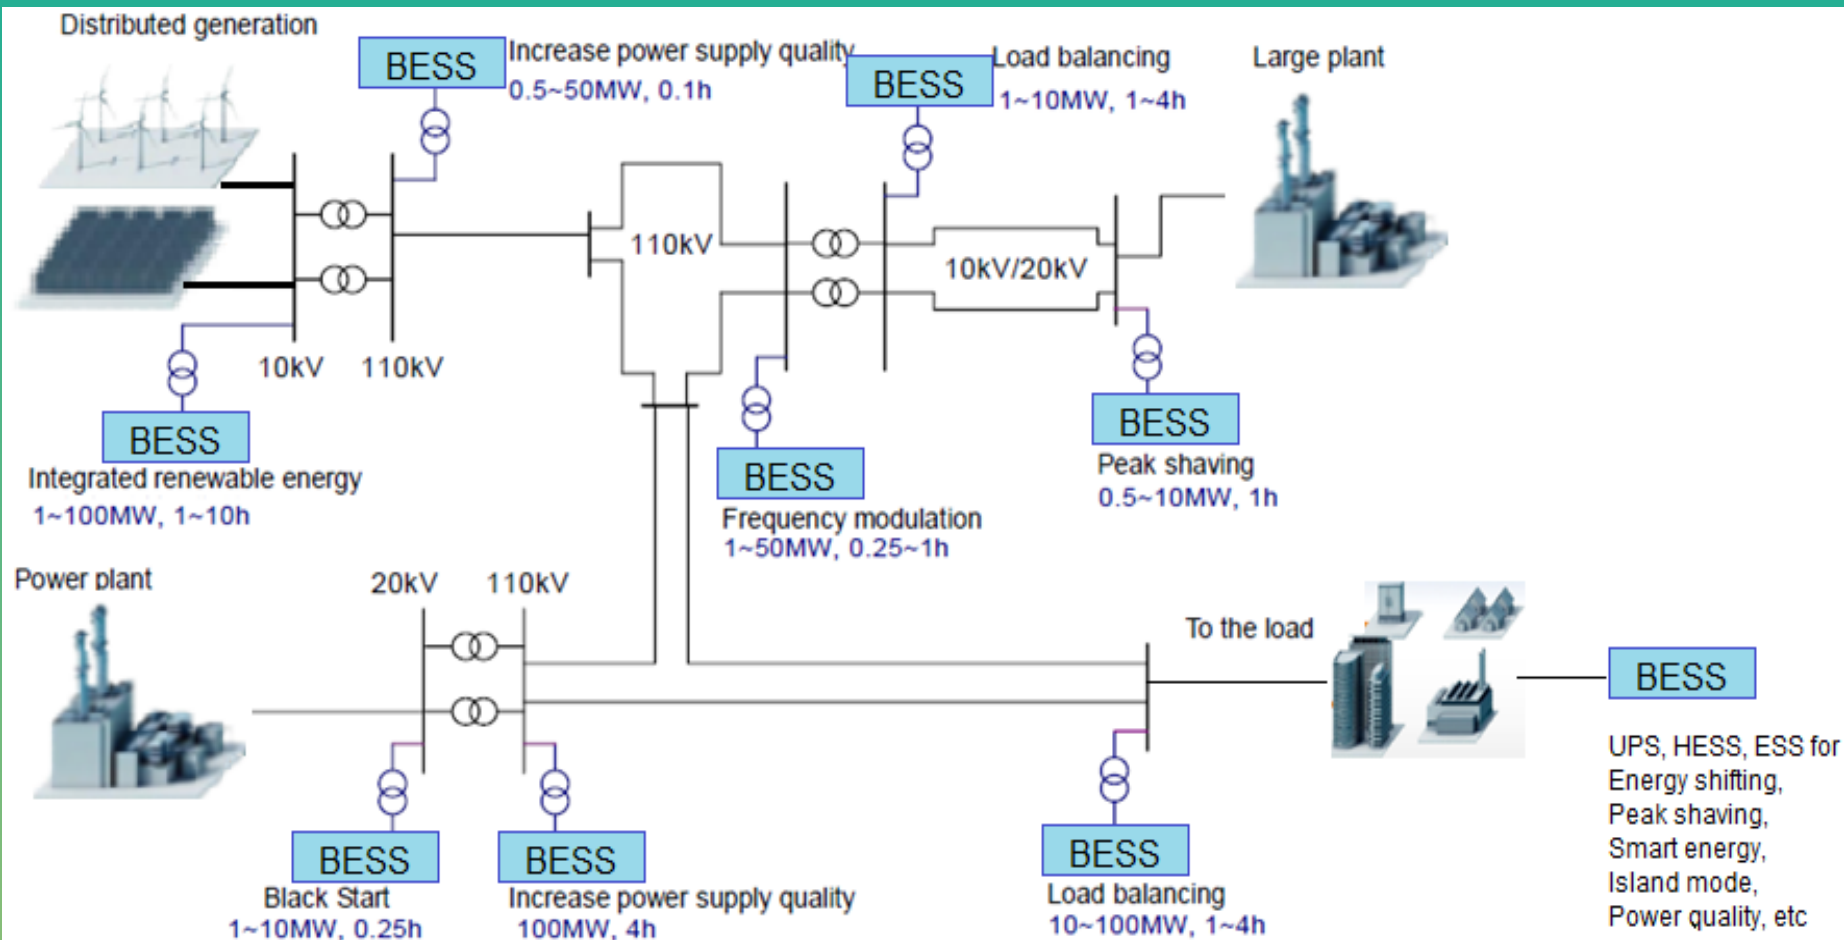 Distributed generation
BESS
Increase power supply quality
0.5~50MW, 0.1h
BESS
Load balancing
1~10MW, 1~4h
Large plant
110kV
10kV/20kV
10kV
110kV
BESS
Integrated renewable energy
1~100MW, 1~10h
BESS
Frequency modulation
1~50MW, 0.25~1h
BESS
Peak shaving
0.5~10MW, 1h
Power plant
20kV
110kV
To the load
BESS
UPS, HESS, ESS for
Energy shifting,
Peak shaving,
Smart energy,
Island mode,
Power quality, etc
BESS
Black Start
1~10MW, 0.25h
BESS
Increase power supply quality
100MW, 4h
BESS
Load balancing
10~100MW, 1~4h